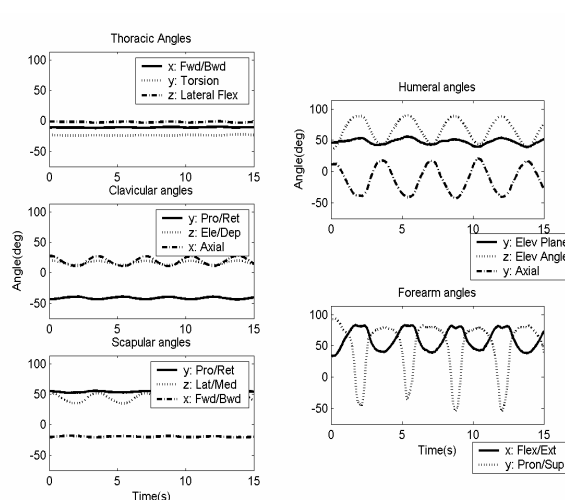 Thoracic Angles
100
50
0
-50
0 5 10 15
x: Fwd/Bwd
y: Torsion
z: Lateral Flex
Clavicular angles
Angle(deg)
100
50
0
-50
0 5 10 15
y: Pro/Ret
z: Ele/Dep
x: Axial
Scapular angles
100
50
0
-50
0 5 10 15
y: Pro/Ret
z: Lat/Med
x: Fwd/Bwd
Time(s)
Humeral angles
Angle(deg)
100
50
0
-50
0 5 10 15
y: Elev Plane
z: Elev Angle
y: Axial
Forearm angles
100
50
0
-50
0 5 10 15
Time(s)
x: Flex/Ext
y: Pron/Sup